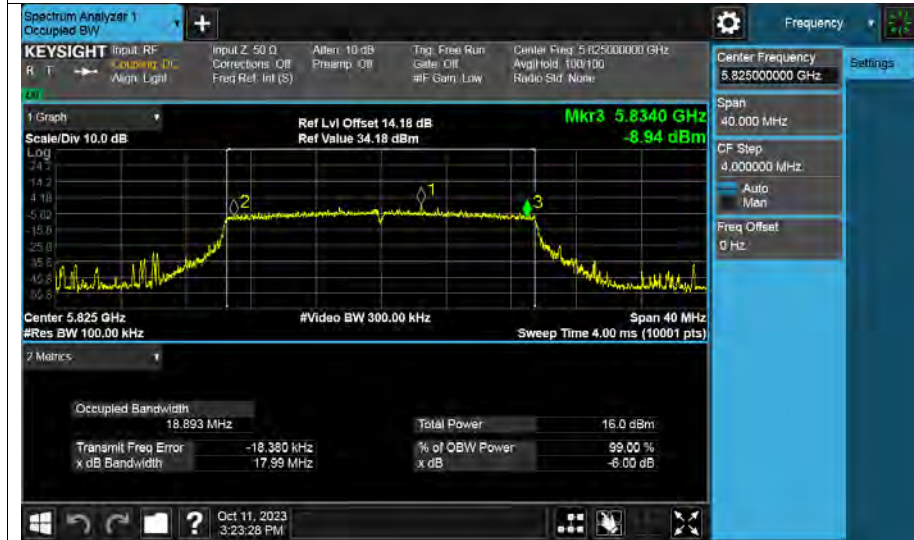 Spectrum Analyzer 1
Occupied BW
Frequency
KEYSIGHT Input: RF
R T
Coupling: DC
Align: Light
Input Z: 50 Ω
Corrections: Off
Freq Ref: Int (S)
Atten: 10 dB
Preamp: Off
Trig: Free Run
Gate: Off
#IF Gain: Low
Center Freq: 5.825000000 GHz
Avg|Hold: 100/100
Radio Std: None
Center Frequency
5.825000000 GHz
Settings
Span
40.000 MHz
CF Step
4.000000 MHz
Auto
Man
Freq Offset
0 Hz
1 Graph
Scale/Div 10.0 dB
Ref Lvl Offset 14.18 dB
Ref Value 34.18 dBm
Mkr3 5.8340 GHz
-8.94 dBm
Log
24.2
14.2
4.18
-5.82
-15.8
-25.8
-35.8
-45.8
-55.8
2
1
3
Center 5.825 GHz
#Video BW 300.00 kHz
Span 40 MHz
#Res BW 100.00 kHz
Sweep Time 4.00 ms (10001 pts)
2 Metrics
Occupied Bandwidth
18.893 MHz
Total Power 16.0 dBm
Transmit Freq Error -18.380 kHz
% of OBW Power 99.00 %
x dB Bandwidth 17.99 MHz
x dB -6.00 dB
?
Oct 11, 2023
3:23:28 PM